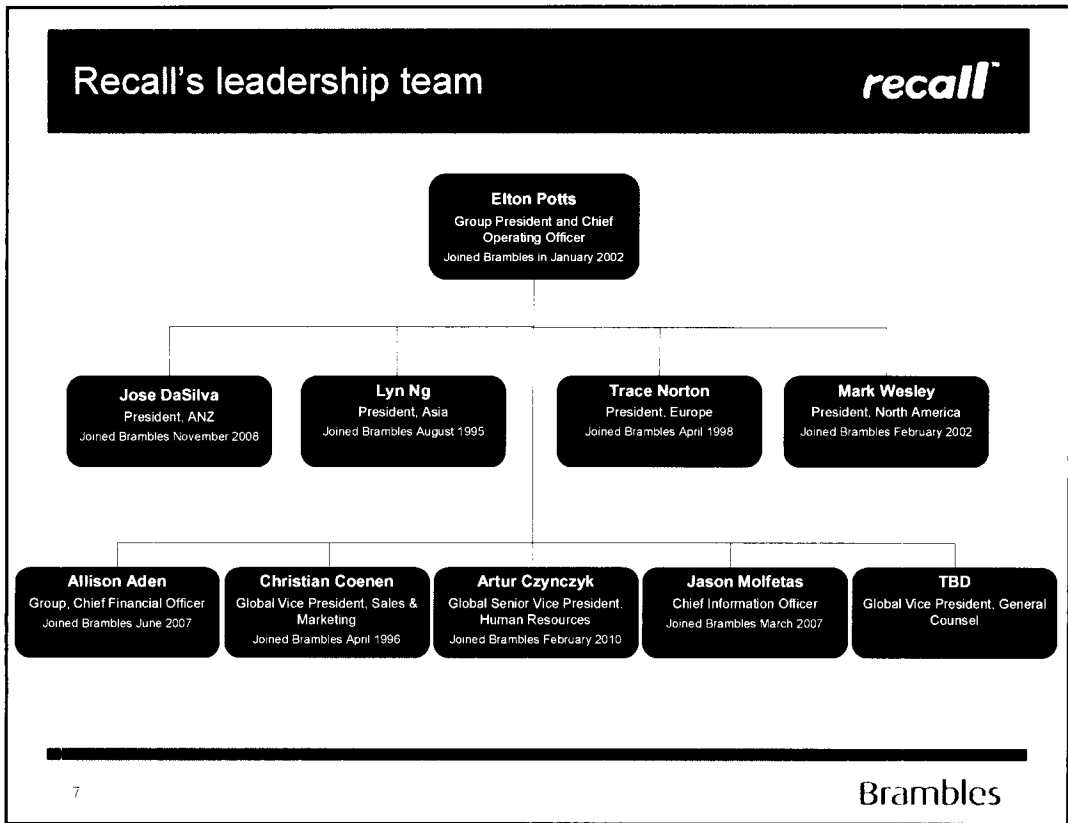 Recall's leadership team
recall™
Elton Potts
Group President and Chief
Operating Officer
Joined Brambles in January 2002
Jose DaSilva
President, ANZ
Joined Brambles November 2008
Lyn Ng
President, Asia
Joined Brambles August 1995
Trace Norton
President, Europe
Joined Brambles April 1998
Mark Wesley
President, North America
Joined Brambles February 2002
Allison Aden
Group, Chief Financial Officer
Joined Brambles June 2007
Christian Coenen
Global Vice President, Sales &
Marketing
Joined Brambles April 1996
Artur Czynczyk
Global Senior Vice President,
Human Resources
Joined Brambles February 2010
Jason Molfetas
Chief Information Officer
Joined Brambles March 2007
TBD
Global Vice President, General
Counsel
7
Brambles